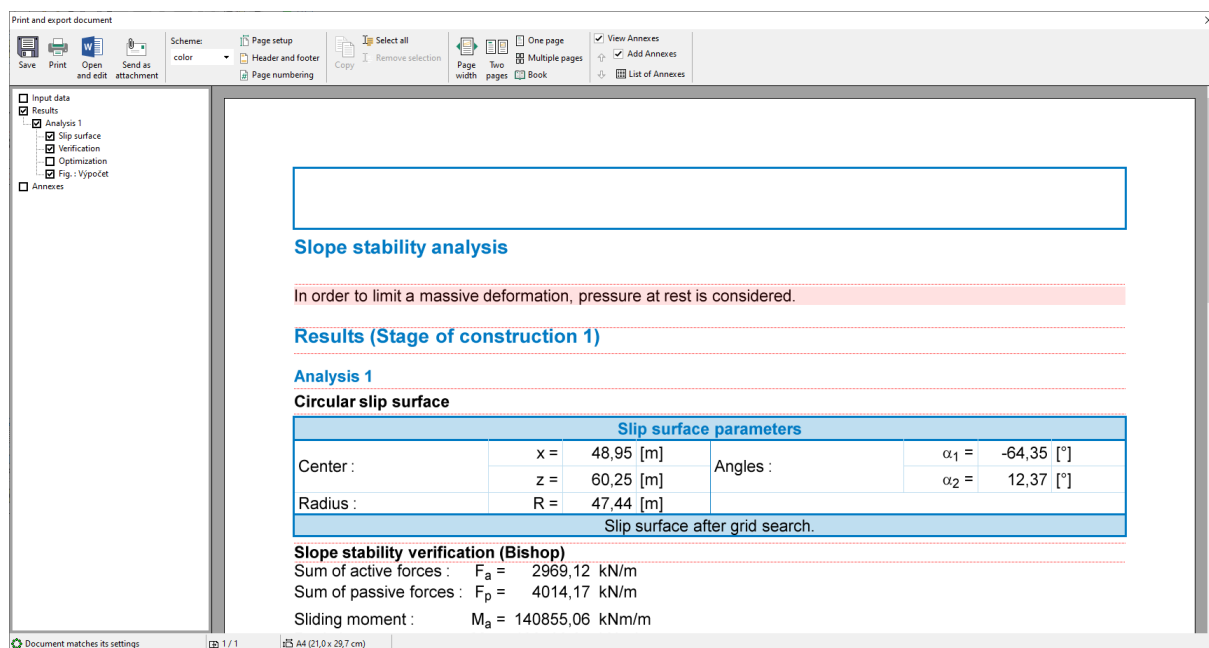 Print and export document
Save
Print
Open and edit
Send as attachment
Scheme:
color
Page setup
Header and footer
Page numbering
Copy
Select all
Remove selection
Page width
Two pages
One page
Multiple pages
Book
View Annexes
Add Annexes
List of Annexes
Input data
Results
Analysis 1
Slip surface
Verification
Optimization
Fig. : Výpočet
Annexes
Slope stability analysis
In order to limit a massive deformation, pressure at rest is considered.
Results (Stage of construction 1)
Analysis 1
Circular slip surface
Slip surface parameters
Center : x = 48,95 [m] Angles : α1 = -64,35 [°]
z = 60,25 [m] α2 = 12,37 [°]
Radius : R = 47,44 [m]
Slip surface after grid search.
Slope stability verification (Bishop)
Sum of active forces : Fa = 2969,12 kN/m
Sum of passive forces : Fp = 4014,17 kN/m
Sliding moment : Ma = 140855,06 kNm/m
Document matches its settings
1 / 1
A4 (21,0 x 29,7 cm)